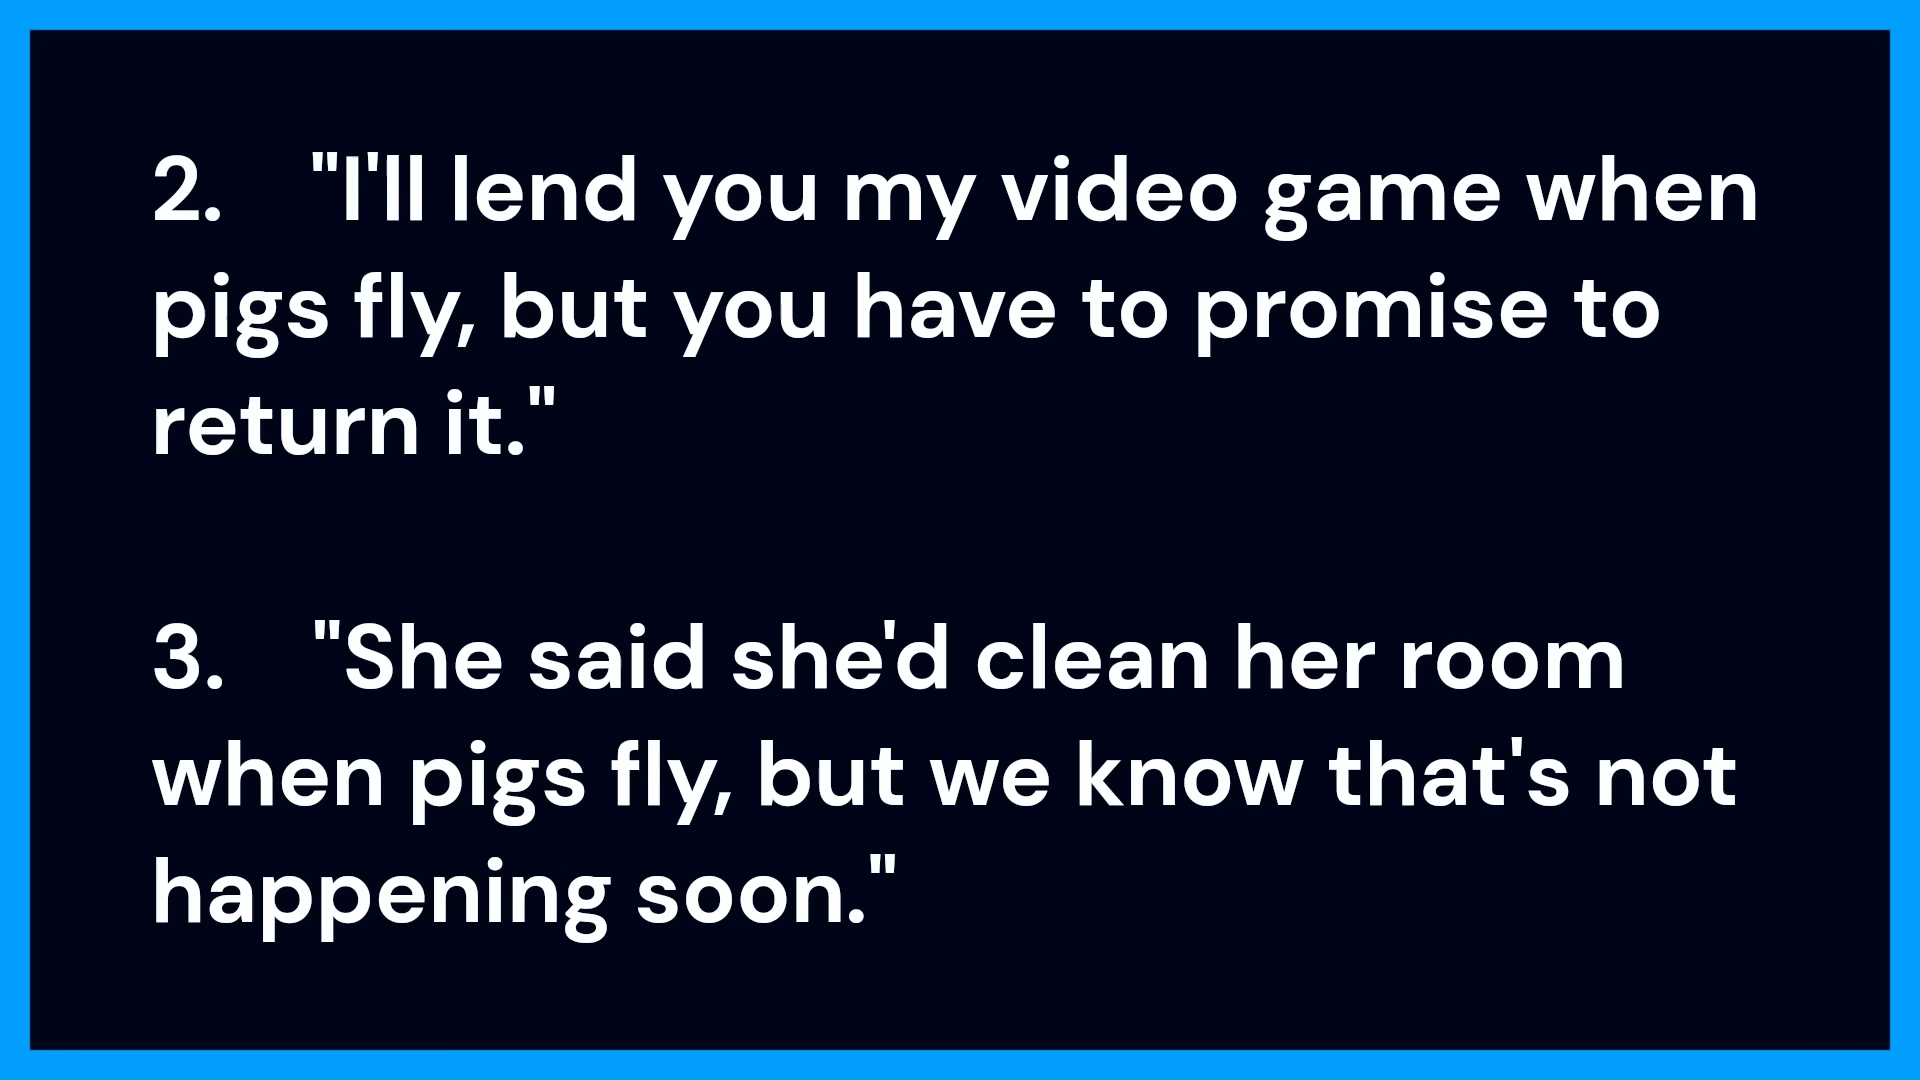 2. "I'll lend you my video game when
pigs fly, but you have to promise to
return it."
3. "She said she'd clean her room
when pigs fly, but we know that's not
happening soon."